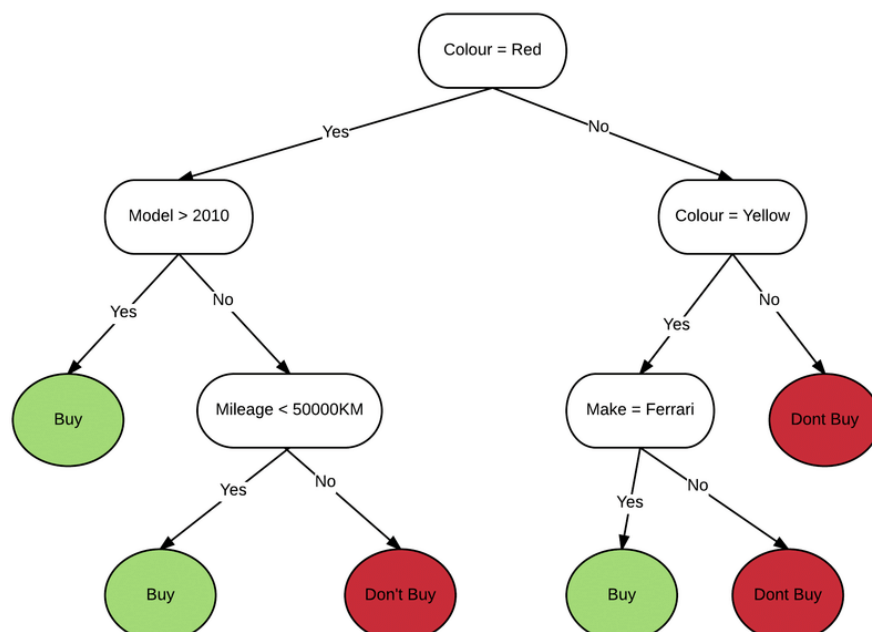 Colour = Red
Yes
No
Model > 2010
Colour = Yellow
Yes
No
Yes
No
Buy
Mileage < 50000KM
Make = Ferrari
Dont Buy
Yes
No
Yes
No
Buy
Don't Buy
Buy
Dont Buy